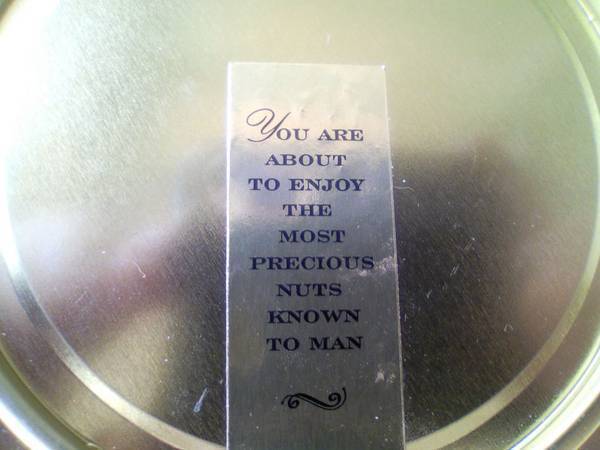 You are
about
to enjoy
the
most
precious
nuts
known
to man